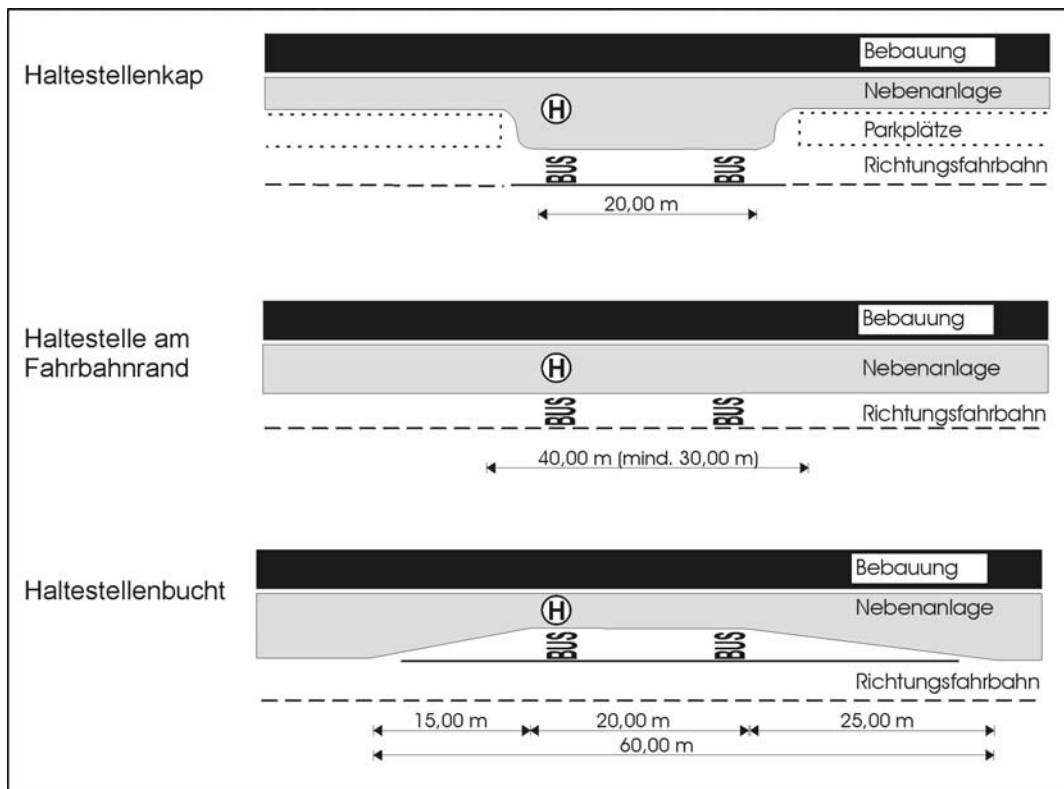 Haltestellenkap
Bebauung
Nebenanlage
H
Parkplätze
Richtungsfahrbahn
BUS BUS
20,00 m
Haltestelle am
Fahrbahnrand
Bebauung
H
Nebenanlage
BUS BUS
Richtungsfahrbahn
40,00 m (mind. 30,00 m)
Haltestellenbucht
Bebauung
H
Nebenanlage
BUS BUS
Richtungsfahrbahn
15,00 m 20,00 m 25,00 m
60,00 m